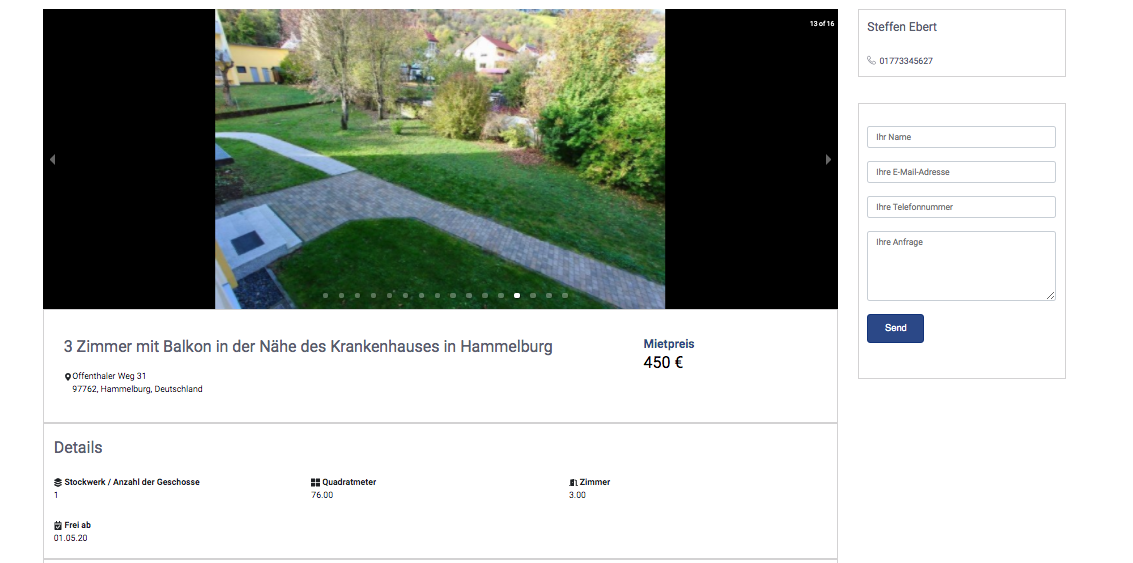 13 of 16
3 Zimmer mit Balkon in der Nähe des Krankenhauses in Hammelburg
Offenthaler Weg 31
97762, Hammelburg, Deutschland
Mietpreis
450 €
Details
Stockwerk / Anzahl der Geschosse
1
Quadratmeter
76.00
Zimmer
3.00
Frei ab
01.05.20
Steffen Ebert
01773345627
Ihr Name
Ihre E-Mail-Adresse
Ihre Telefonnummer
Ihre Anfrage
Send